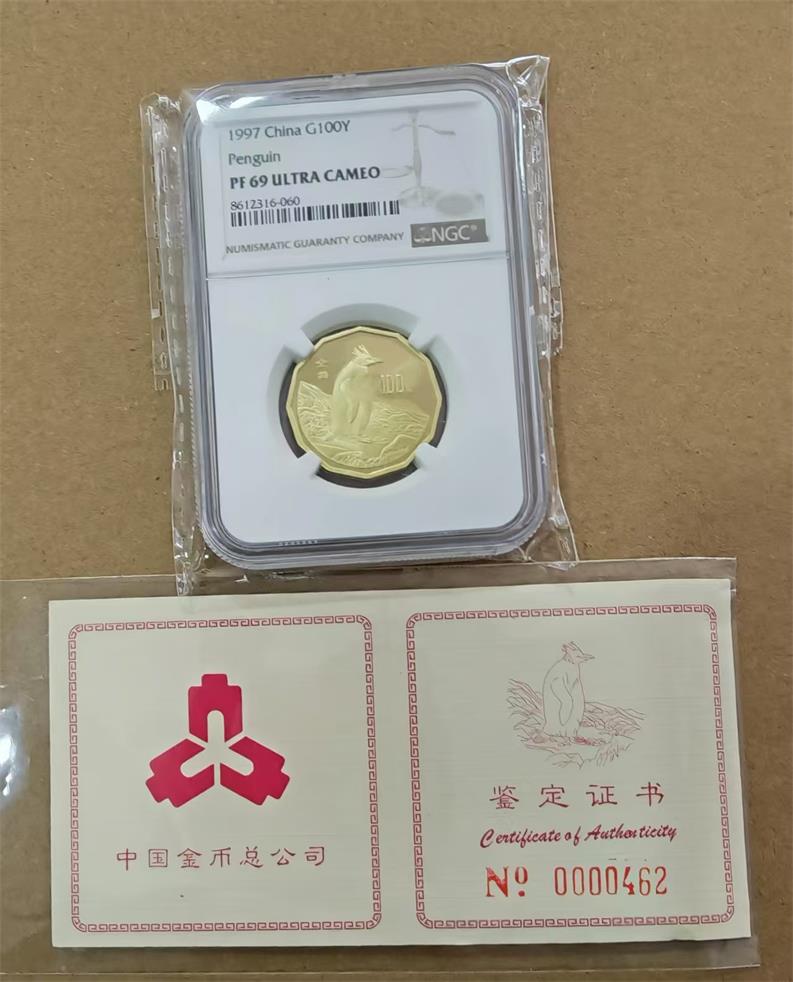 1997 China G100Y
Penguin
PF 69 ULTRA CAMEO
8612316-060
NUMISMATIC GUARANTY COMPANY
NGC®
100
中国金币总公司
鉴定证书
Certificate of Authenticity
Nº 0000462